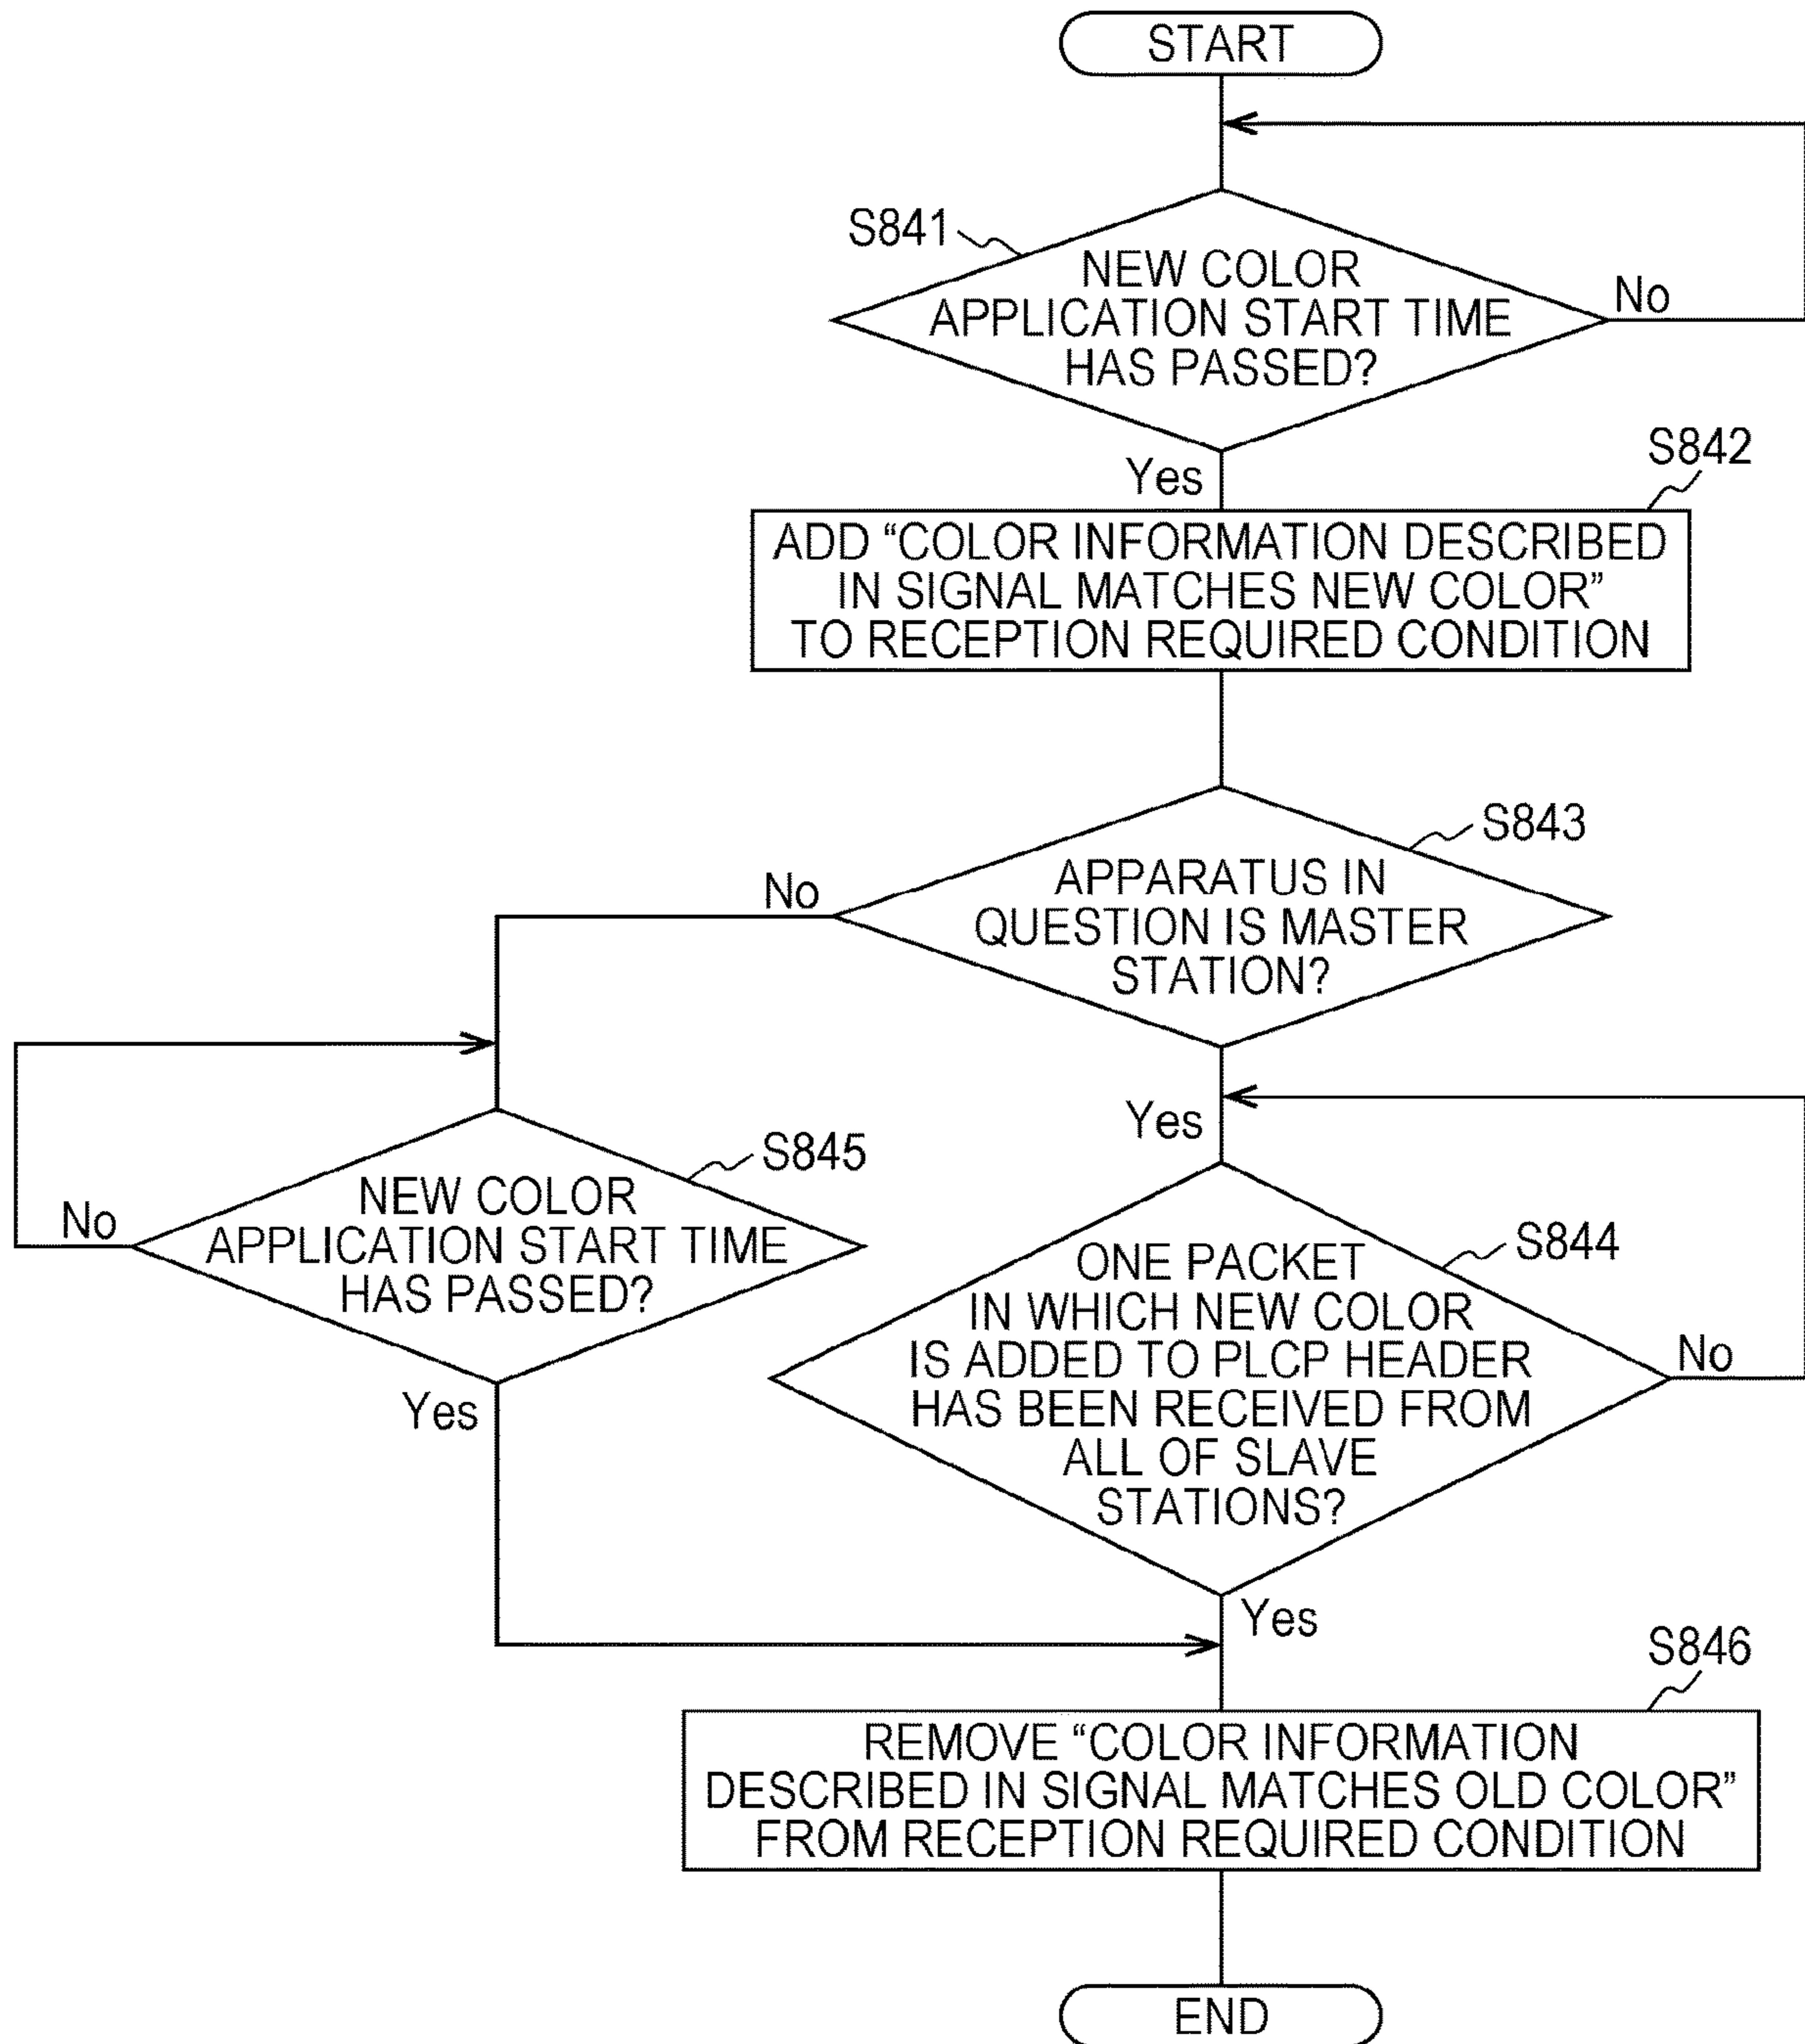 START
S841
NEW COLOR
APPLICATION START TIME
HAS PASSED?
No
Yes
S842
ADD “COLOR INFORMATION DESCRIBED
IN SIGNAL MATCHES NEW COLOR”
TO RECEPTION REQUIRED CONDITION
S843
APPARATUS IN
QUESTION IS MASTER
STATION?
No
Yes
S845
NEW COLOR
APPLICATION START TIME
HAS PASSED?
No
Yes
S844
ONE PACKET
IN WHICH NEW COLOR
IS ADDED TO PLCP HEADER
HAS BEEN RECEIVED FROM
ALL OF SLAVE
STATIONS?
No
Yes
S846
REMOVE “COLOR INFORMATION
DESCRIBED IN SIGNAL MATCHES OLD COLOR”
FROM RECEPTION REQUIRED CONDITION
END